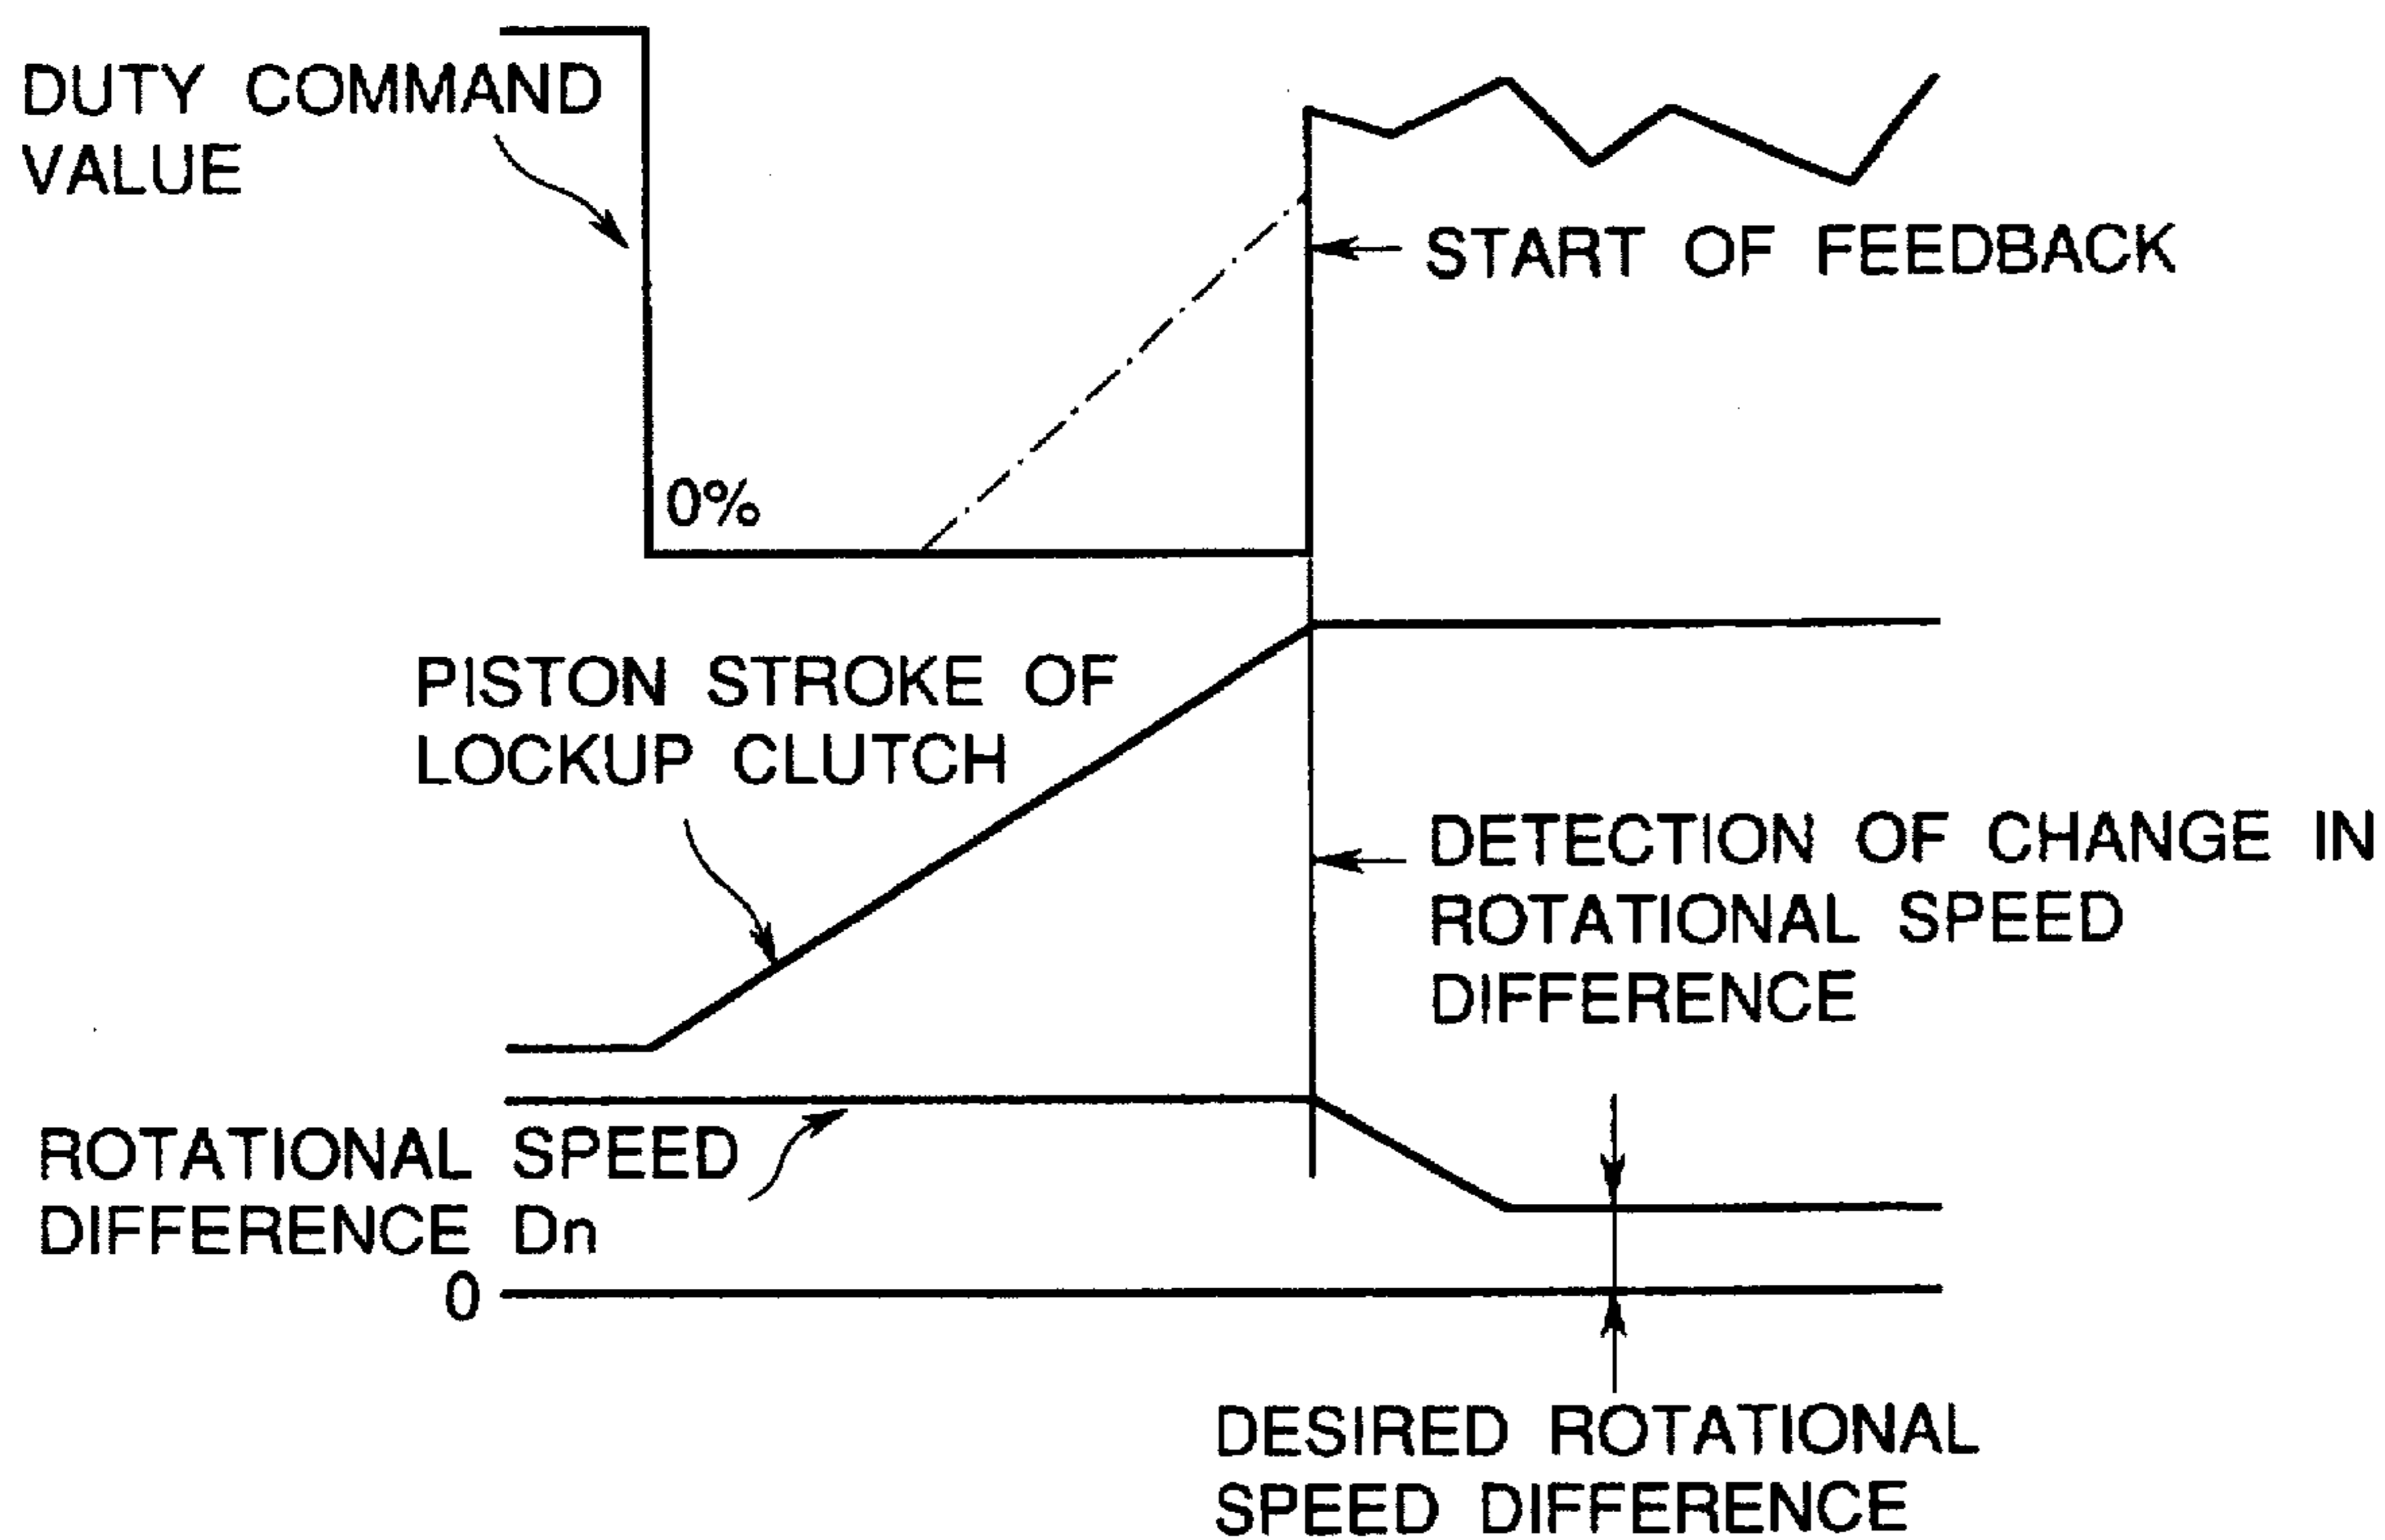 DUTY COMMAND
VALUE
START OF FEEDBACK
0%
PISTON STROKE OF
LOCKUP CLUTCH
DETECTION OF CHANGE IN
ROTATIONAL SPEED
DIFFERENCE
ROTATIONAL SPEED
DIFFERENCE Dn
0
DESIRED ROTATIONAL
SPEED DIFFERENCE